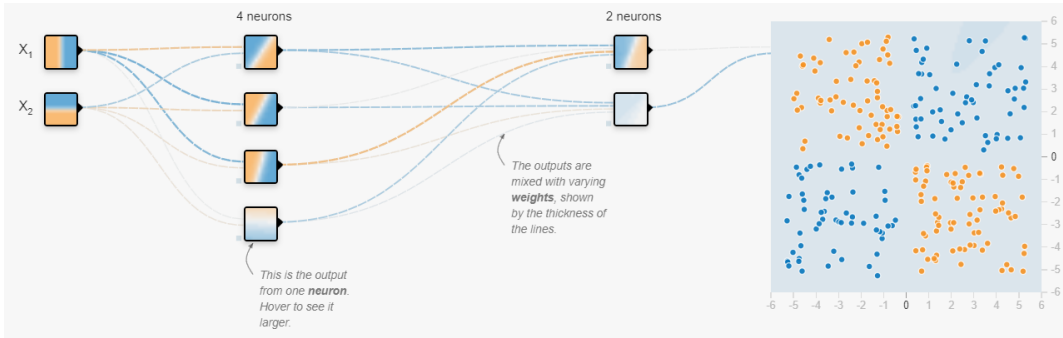 4 neurons
2 neurons
X1
X2
The outputs are
mixed with varying
weights, shown
by the thickness of
the lines.
This is the output
from one neuron.
Hover to see it
larger.
6
5
4
3
2
1
0
-1
-2
-3
-4
-5
-6
-6 -5 -4 -3 -2 -1 0 1 2 3 4 5 6